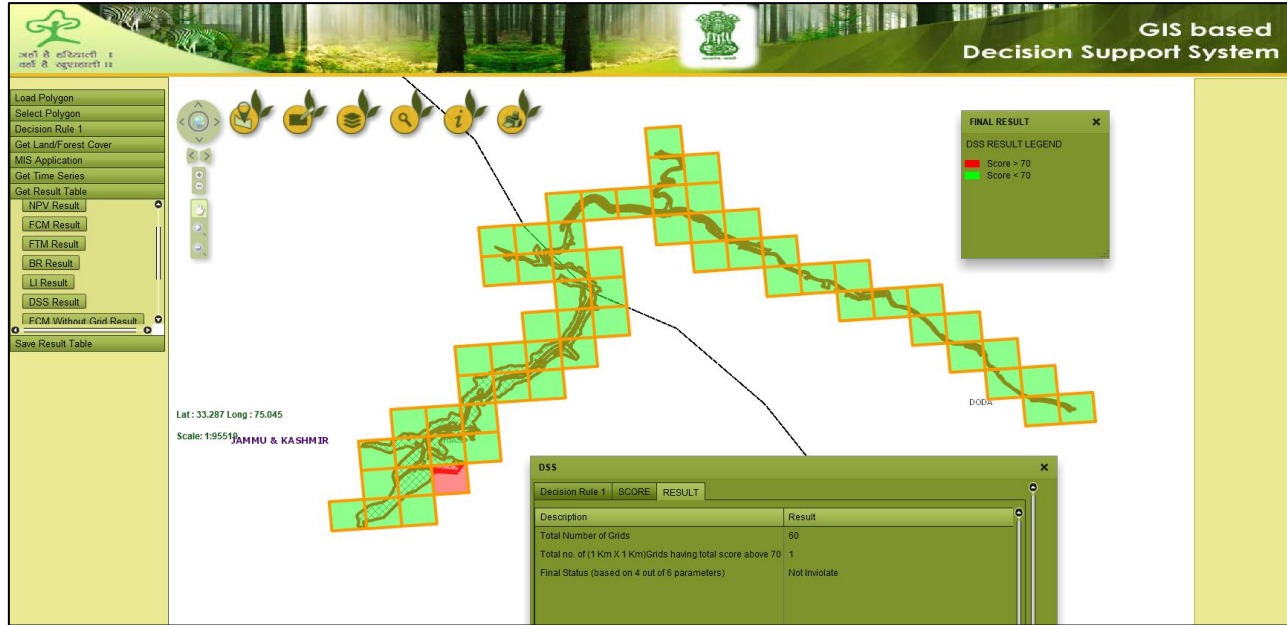 जहाँ है हरियाली ।
वहाँ है खुशहाली ॥
GIS based
Decision Support System
Load Polygon
Select Polygon
Decision Rule 1
Get Land/Forest Cover
MIS Application
Get Time Series
Get Result Table
NPV Result
FCM Result
FTM Result
BR Result
LI Result
DSS Result
FCM Without Grid Result
Save Result Table
FINAL RESULT
DSS RESULT LEGEND
Score > 70
Score < 70
DODA
Lat : 33.287 Long : 75.045
Scale: 1:95518
JAMMU & KASHMIR
DSS
Decision Rule 1 SCORE RESULT
Description Result
Total Number of Grids 60
Total no. of (1 Km X 1 Km)Grids having total score above 70 1
Final Status (based on 4 out of 6 parameters) Not Inviolate